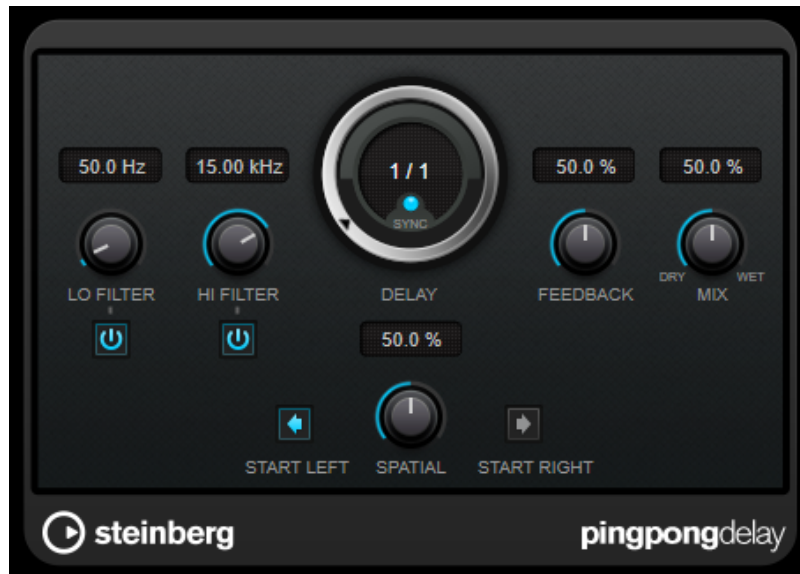 50.0 Hz
15.00 kHz
1 / 1
50.0 %
50.0 %
SYNC
DRY
WET
LO FILTER
HI FILTER
DELAY
FEEDBACK
MIX
50.0 %
START LEFT
SPATIAL
START RIGHT
steinberg
pingpongdelay